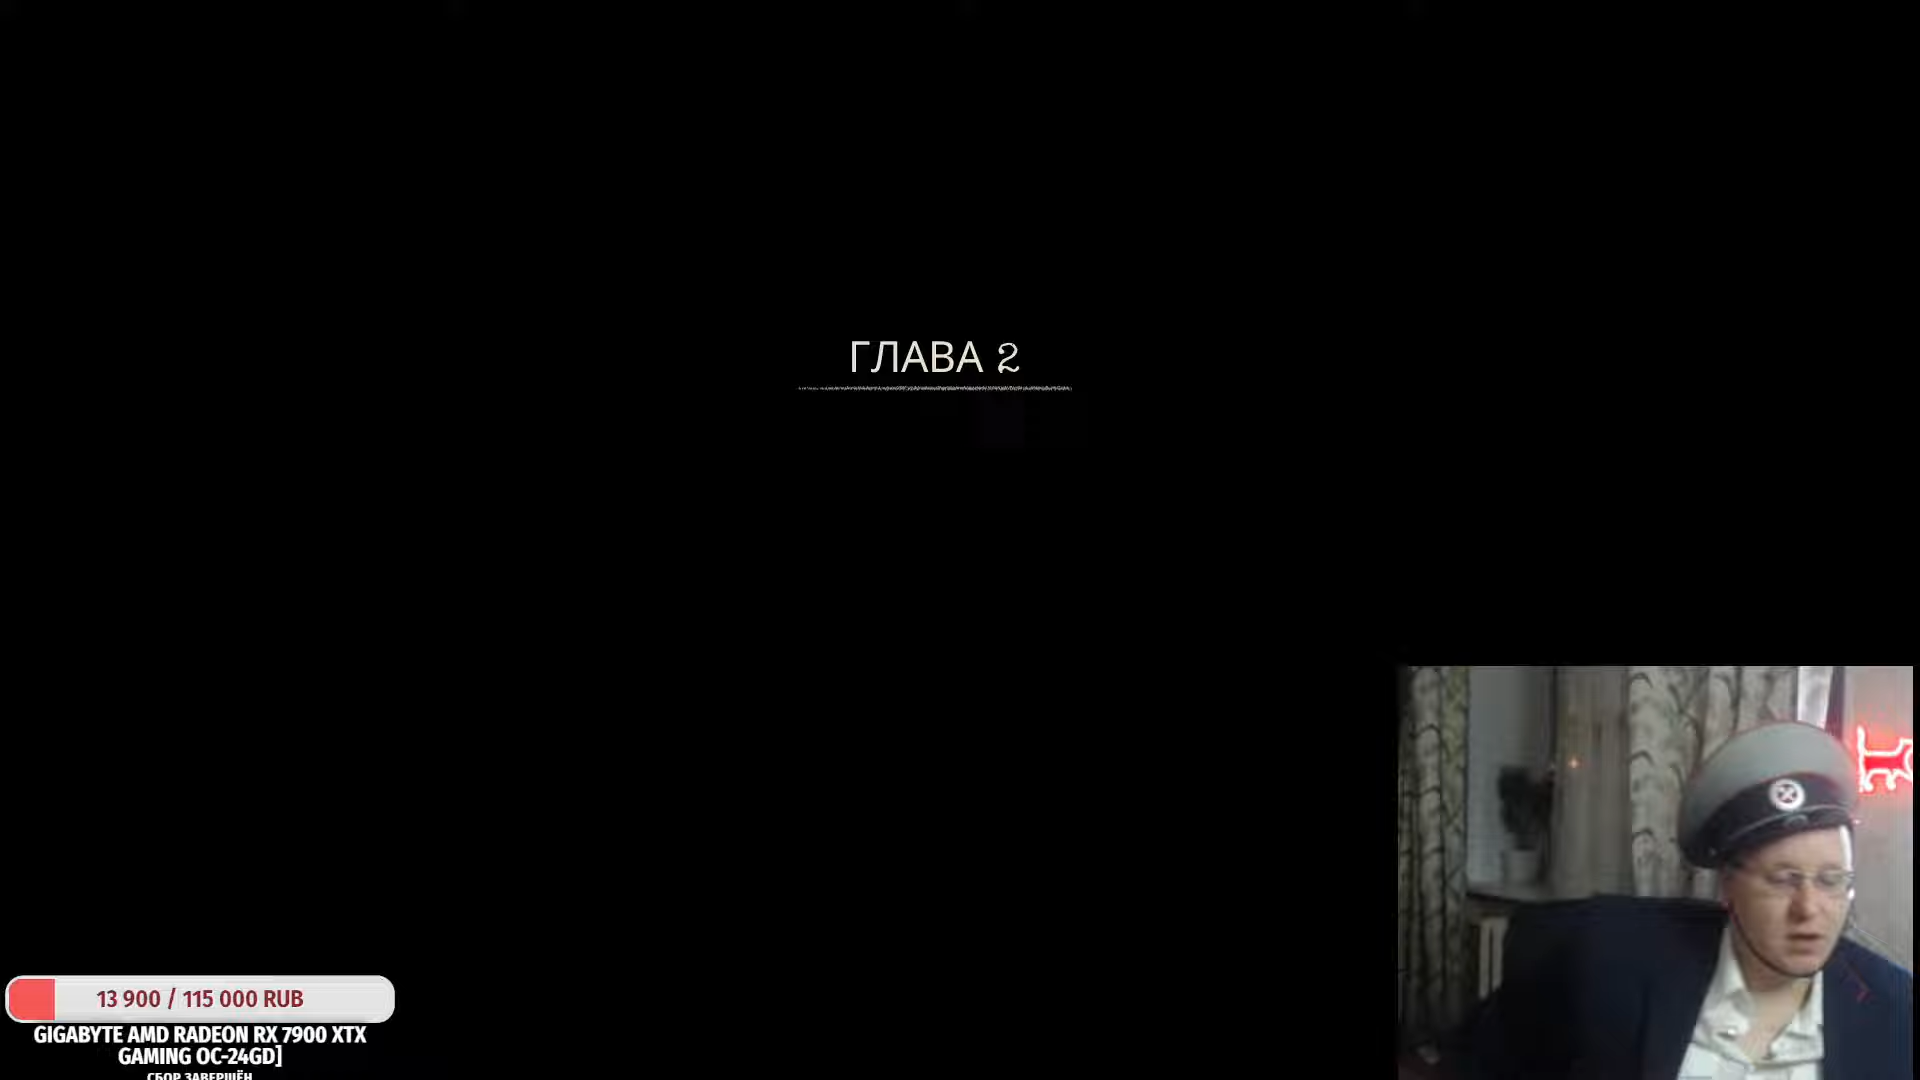 ГЛАВА 2
13 900 / 115 000 RUB
GIGABYTE AMD RADEON RX 7900 XTX
GAMING OC-24GD]
СБОР ЗАВЕРШЁН